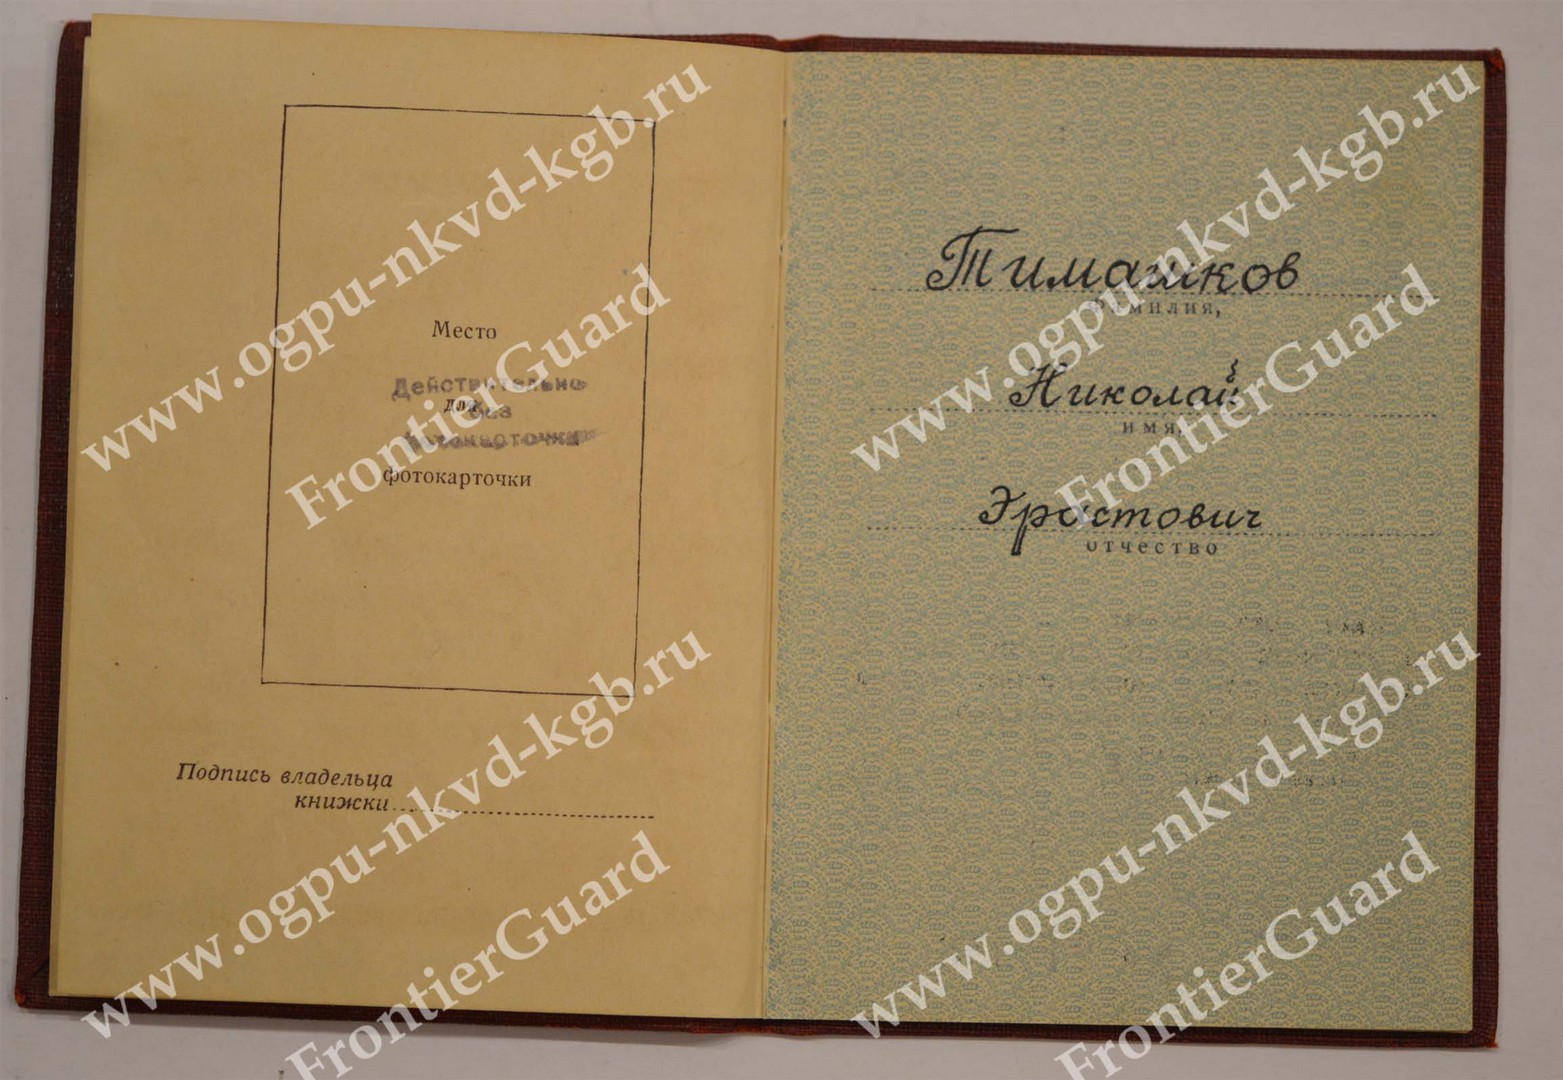 Место
Действительно
для без
фотокарточки
фотокарточки
Подпись владельца
книжки
Тимашков
Фамилия,
Николай
имя,
Эрастович
отчество
www.ogpu-nkvd-kgb.ru
FrontierGuard
www.ogpu-nkvd-kgb.ru
FrontierGuard
www.ogpu-nkvd-kgb.ru
FrontierGuard
www.ogpu-nkvd-kgb.ru
FrontierGuard